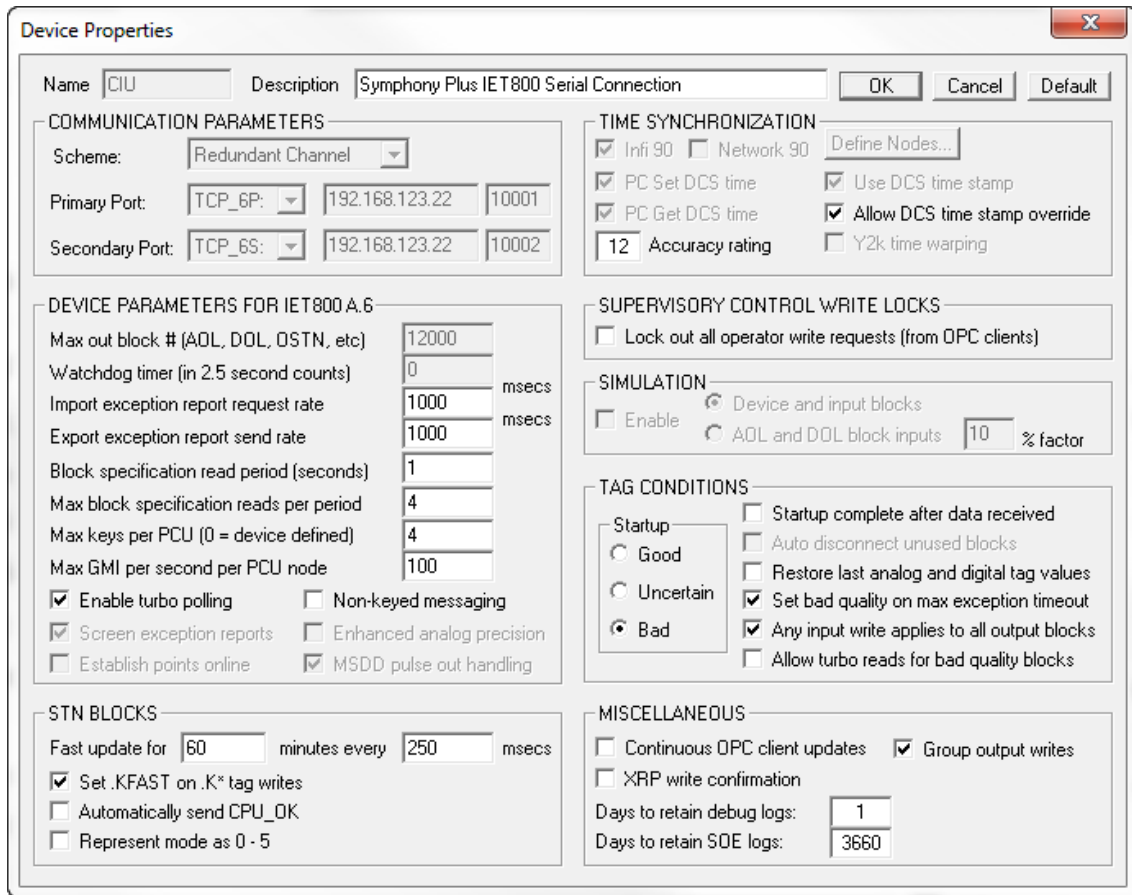 Device Properties
Name CIU Description Symphony Plus IET800 Serial Connection OK Cancel Default
COMMUNICATION PARAMETERS
Scheme: Redundant Channel
Primary Port: TCP_6P: 192.168.123.22 10001
Secondary Port: TCP_6S: 192.168.123.22 10002
TIME SYNCHRONIZATION
Infi 90 Network 90 Define Nodes...
PC Set DCS time Use DCS time stamp
PC Get DCS time Allow DCS time stamp override
12 Accuracy rating Y2k time warping
DEVICE PARAMETERS FOR IET800 A.6
Max out block # (AOL, DOL, OSTN, etc) 12000
Watchdog timer (in 2.5 second counts) 0
Import exception report request rate 1000 msecs
Export exception report send rate 1000 msecs
Block specification read period (seconds) 1
Max block specification reads per period 4
Max keys per PCU (0 = device defined) 4
Max GMI per second per PCU node 100
Enable turbo polling Non-keyed messaging
Screen exception reports Enhanced analog precision
Establish points online MSDD pulse out handling
SUPERVISORY CONTROL WRITE LOCKS
Lock out all operator write requests (from OPC clients)
SIMULATION
Enable Device and input blocks
AOL and DOL block inputs 10 % factor
TAG CONDITIONS
Startup
Good
Uncertain
Bad
Startup complete after data received
Auto disconnect unused blocks
Restore last analog and digital tag values
Set bad quality on max exception timeout
Any input write applies to all output blocks
Allow turbo reads for bad quality blocks
STN BLOCKS
Fast update for 60 minutes every 250 msecs
Set .KFAST on .K* tag writes
Automatically send CPU_OK
Represent mode as 0 - 5
MISCELLANEOUS
Continuous OPC client updates Group output writes
XRP write confirmation
Days to retain debug logs: 1
Days to retain SOE logs: 3660